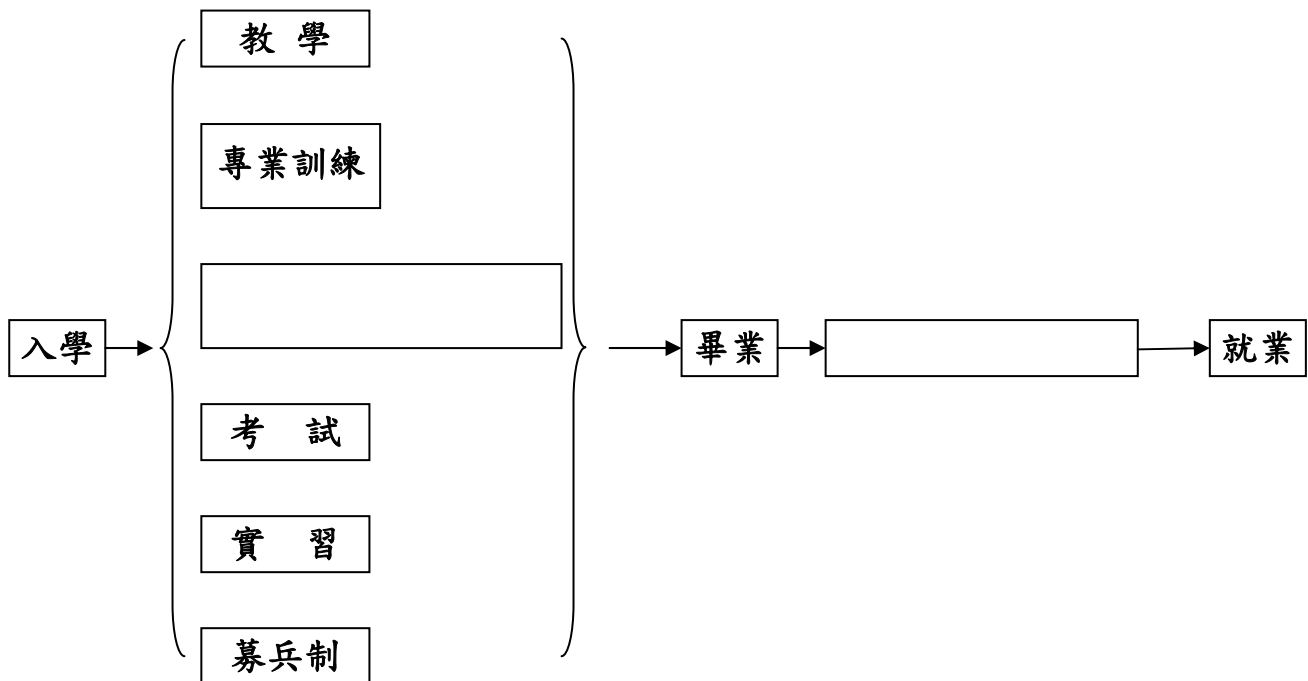 教 學
專業訓練
入學
畢業
就業
考 試
實 習
募兵制